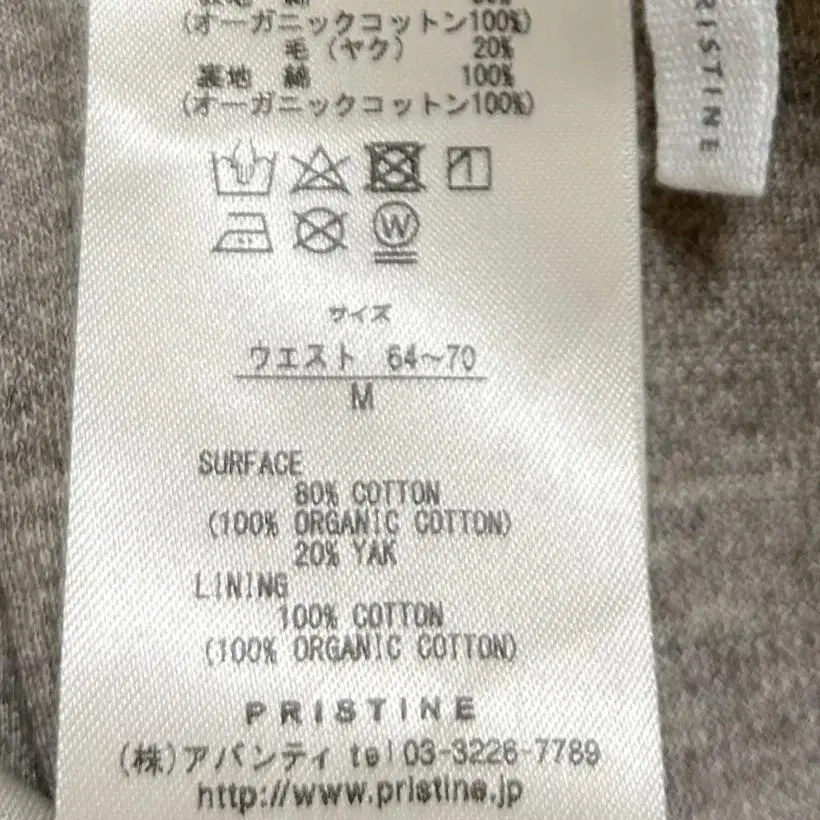 (オーガニックコットン100%)
毛(ヤク) 20%
裏地 綿 100%
(オーガニックコットン100%)
W
サイズ
ウエスト 64~70
M
SURFACE
80% COTTON
(100% ORGANIC COTTON)
20% YAK
LINING
100% COTTON
(100% ORGANIC COTTON)
PRISTINE
(株)アバンティ tel 03-3226-7789
http://www.pristine.jp
RISTINE